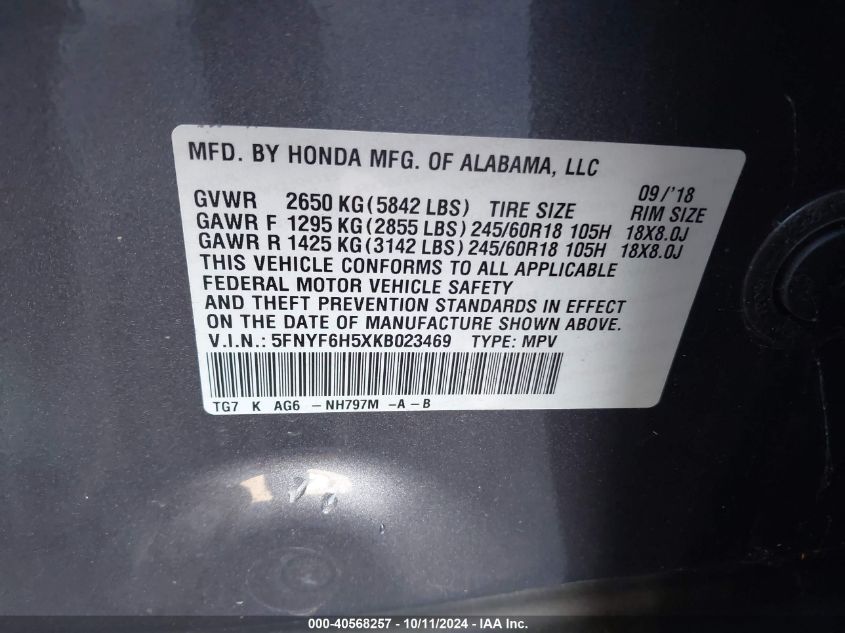 MFD. BY HONDA MFG. OF ALABAMA, LLC
09/'18
GVWR 2650 KG(5842 LBS) TIRE SIZE RIM SIZE
GAWR F 1295 KG(2855 LBS) 245/60R18 105H 18X8.0J
GAWR R 1425 KG(3142 LBS) 245/60R18 105H 18X8.0J
THIS VEHICLE CONFORMS TO ALL APPLICABLE
FEDERAL MOTOR VEHICLE SAFETY
AND THEFT PREVENTION STANDARDS IN EFFECT
ON THE DATE OF MANUFACTURE SHOWN ABOVE.
V.I.N.: 5FNYF6H5XKB023469 TYPE: MPV
TG7 K AG6 -NH797M -A-B
000-40568257 - 10/11/2024 - IAA Inc.